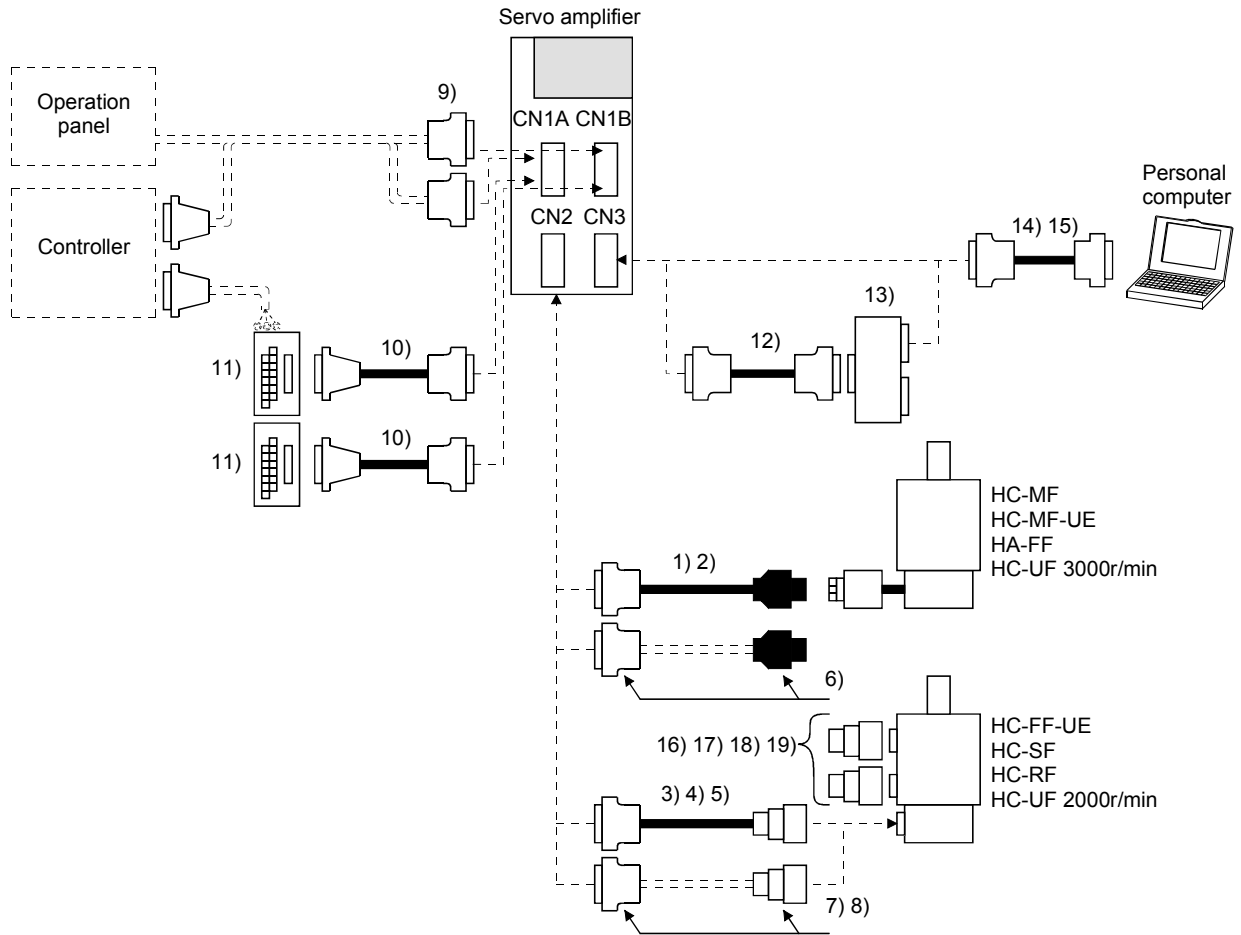 Servo amplifier
Operation
panel
9)
CN1A CN1B
Personal
computer
CN2 CN3
Controller
14) 15)
13)
12)
10)
11)
10)
11)
HC-MF
HC-MF-UE
HA-FF
HC-UF 3000r/min
1) 2)
6)
HC-FF-UE
HC-SF
HC-RF
HC-UF 2000r/min
16) 17) 18) 19)
3) 4) 5)
7) 8)